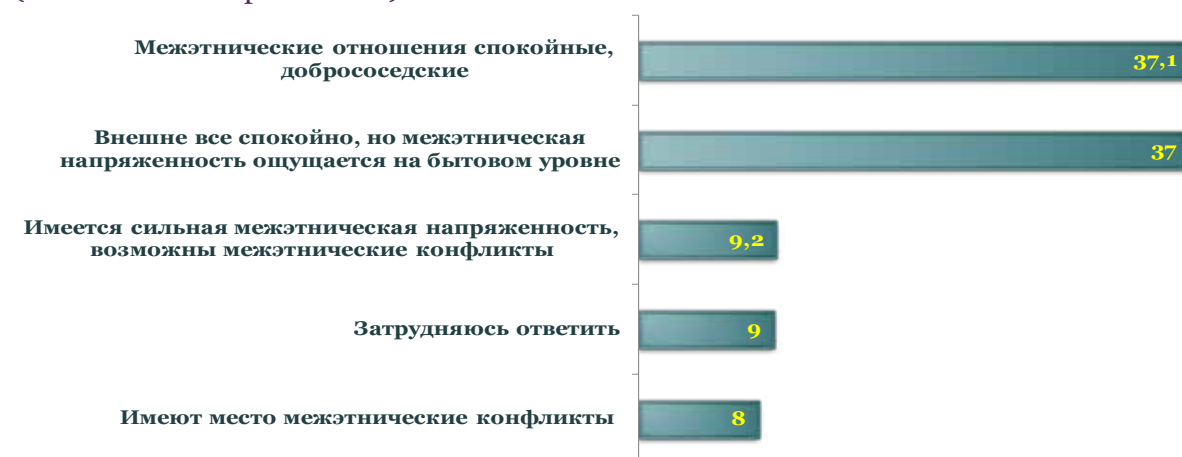 Межэтнические отношения спокойные,
добрососедские
37,1
Внешне все спокойно, но межэтническая
напряженность ощущается на бытовом уровне
37
Имеется сильная межэтническая напряженность,
возможны межэтнические конфликты
9,2
Затрудняюсь ответить
9
Имеют место межэтнические конфликты
8